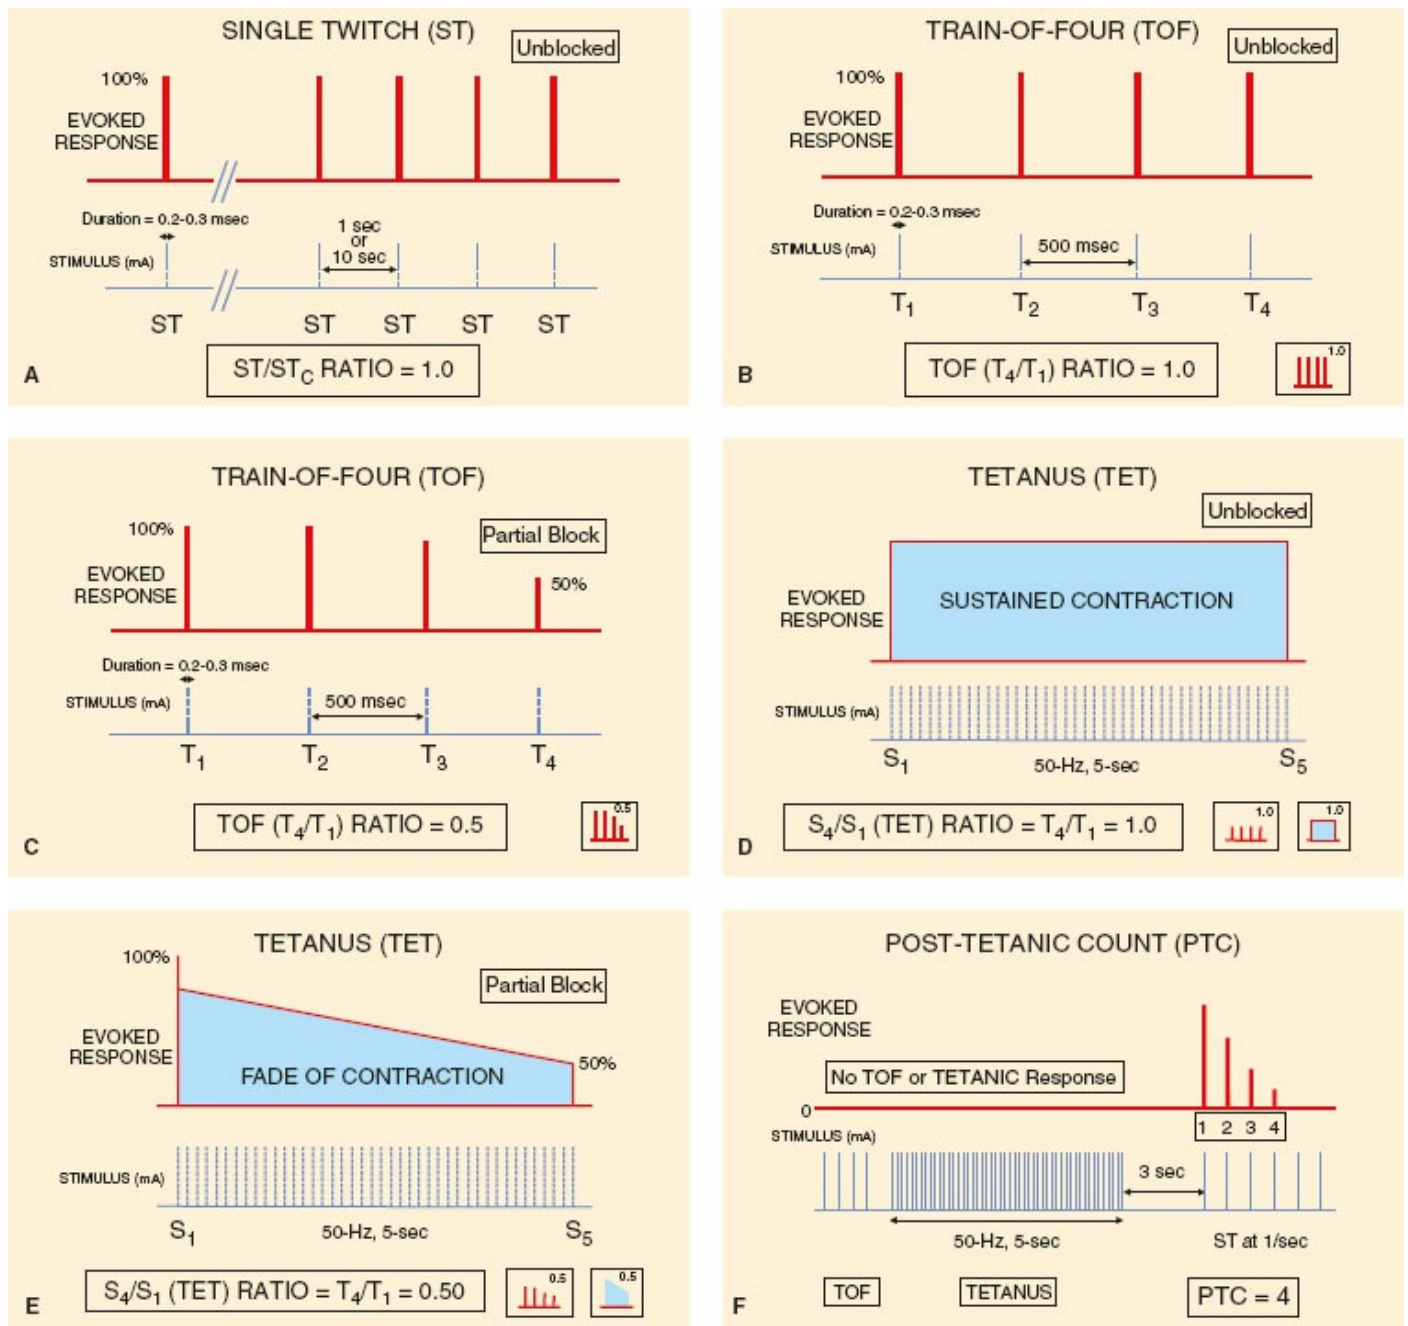 SINGLE TWITCH (ST)
Unblocked
100%
EVOKED
RESPONSE
Duration = 0.2-0.3 msec
1 sec
or
10 sec
STIMULUS (mA)
ST ST ST ST ST
ST/STC RATIO = 1.0
A
TRAIN-OF-FOUR (TOF)
Unblocked
100%
EVOKED
RESPONSE
Duration = 0.2-0.3 msec
STIMULUS (mA)
500 msec
T1 T2 T3 T4
TOF (T4/T1) RATIO = 1.0
1.0
B
TRAIN-OF-FOUR (TOF)
100%
Partial Block
EVOKED
RESPONSE
50%
Duration = 0.2-0.3 msec
STIMULUS (mA)
500 msec
T1 T2 T3 T4
TOF (T4/T1) RATIO = 0.5
0.5
C
TETANUS (TET)
Unblocked
EVOKED
RESPONSE
SUSTAINED CONTRACTION
STIMULUS (mA)
S1 50-Hz, 5-sec S5
S4/S1 (TET) RATIO = T4/T1 = 1.0
1.0
1.0
D
TETANUS (TET)
100%
Partial Block
EVOKED
RESPONSE
FADE OF CONTRACTION
50%
STIMULUS (mA)
S1 50-Hz, 5-sec S5
S4/S1 (TET) RATIO = T4/T1 = 0.50
0.5
0.5
E
POST-TETANIC COUNT (PTC)
EVOKED
RESPONSE
No TOF or TETANIC Response
0
1 2 3 4
STIMULUS (mA)
3 sec
50-Hz, 5-sec
ST at 1/sec
TOF
TETANUS
PTC = 4
F